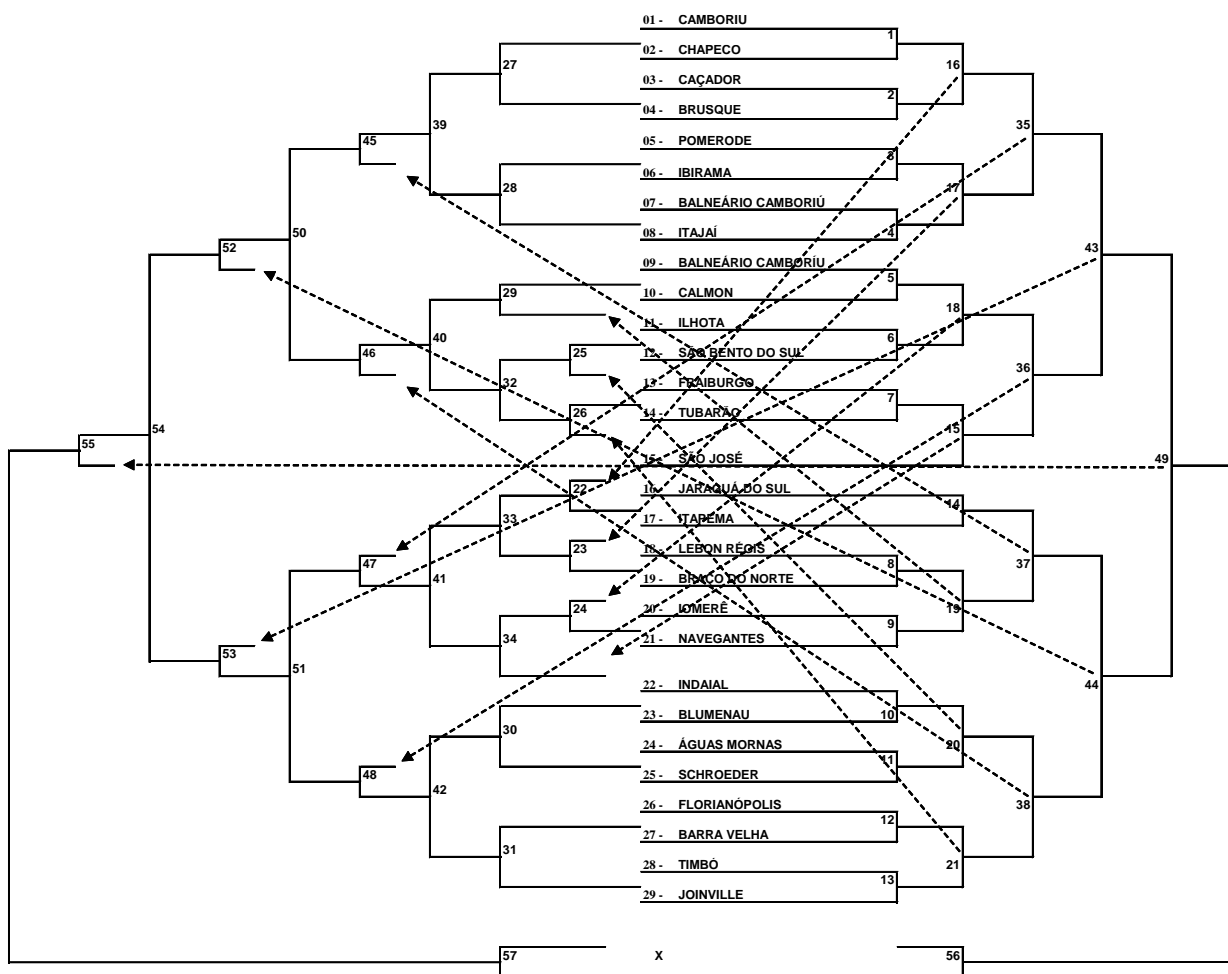 01 - CAMBORIU
1
02 - CHAPECO
27
16
03 - CAÇADOR
2
04 - BRUSQUE
39
35
45
05 - POMERODE
3
06 - IBIRAMA
28
17
07 - BALNEÁRIO CAMBORIÚ
50
08 - ITAJAÍ
4
52
43
09 - BALNEÁRIO CAMBORÍU
5
29
10 - CALMON
18
11 - ILHOTA
40
6
46
25
12 - SÃO BENTO DO SUL
36
32
13 - FRAIBURGO
7
26
14 - TUBARÃO
54
15
55
15 - SÃO JOSÉ
49
22
16 - JARAGUÁ DO SUL
14
33
17 - ITAPEMA
23
18 - LEBON RÉGIS
47
8
37
41
19 - BRAÇO DO NORTE
24
20 - IOMERÊ
19
9
34
21 - NAVEGANTES
53
51
22 - INDAIAL
44
23 - BLUMENAU
10
30
24 - ÁGUAS MORNAS
20
11
48
25 - SCHROEDER
42
26 - FLORIANÓPOLIS
38
12
27 - BARRA VELHA
31
28 - TIMBÓ
21
13
29 - JOINVILLE
57
X
56